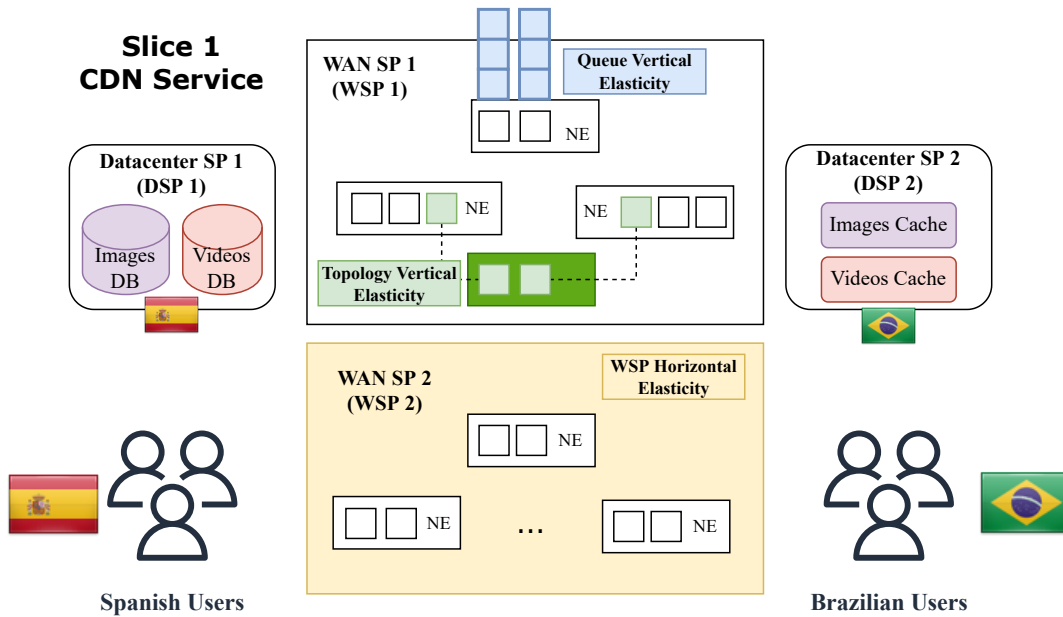 Slice 1
CDN Service
WAN SP 1
(WSP 1)
Queue Vertical
Elasticity
NE
Datacenter SP 1
(DSP 1)
Images
DB
Videos
DB
NE
NE
Topology Vertical
Elasticity
Datacenter SP 2
(DSP 2)
Images Cache
Videos Cache
WAN SP 2
(WSP 2)
WSP Horizontal
Elasticity
NE
NE
...
NE
Spanish Users
Brazilian Users